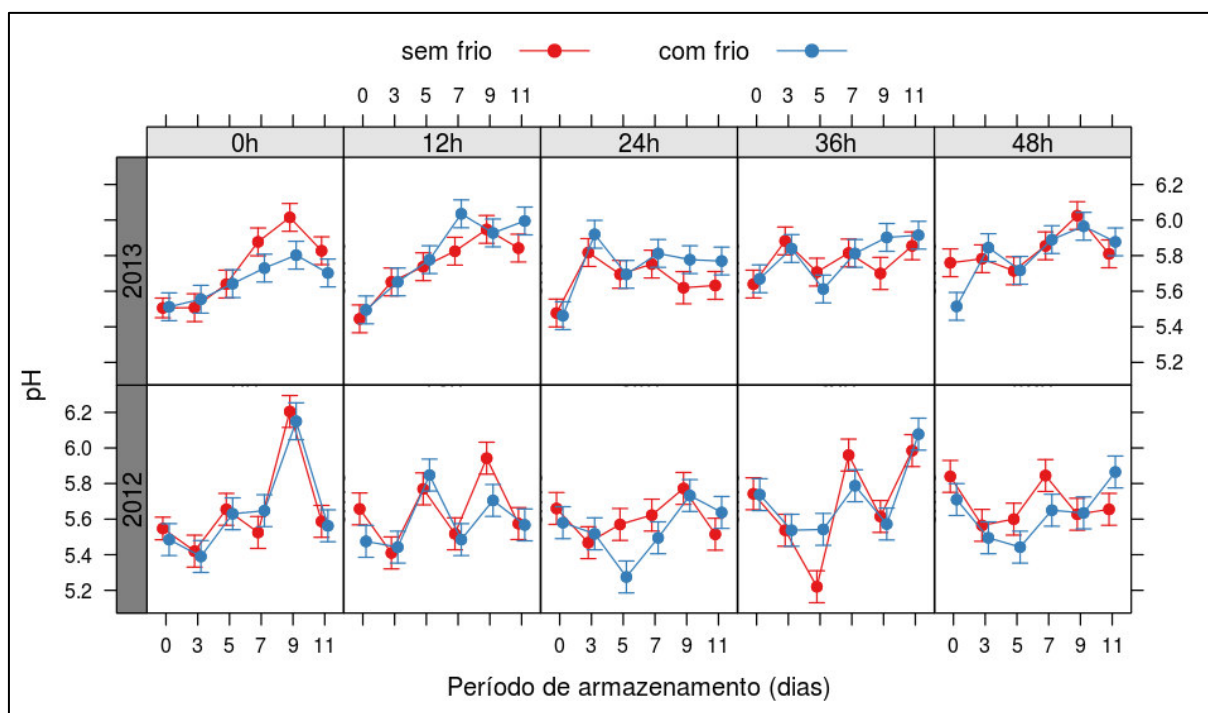 sem frio com frio
0 3 5 7 9 11 0 3 5 7 9 11
0h 12h 24h 36h 48h
2013
6.2
6.0
5.8
5.6
5.4
5.2
pH
2012
6.2
6.0
5.8
5.6
5.4
5.2
0 3 5 7 9 11 0 3 5 7 9 11 0 3 5 7 9 11
Período de armazenamento (dias)